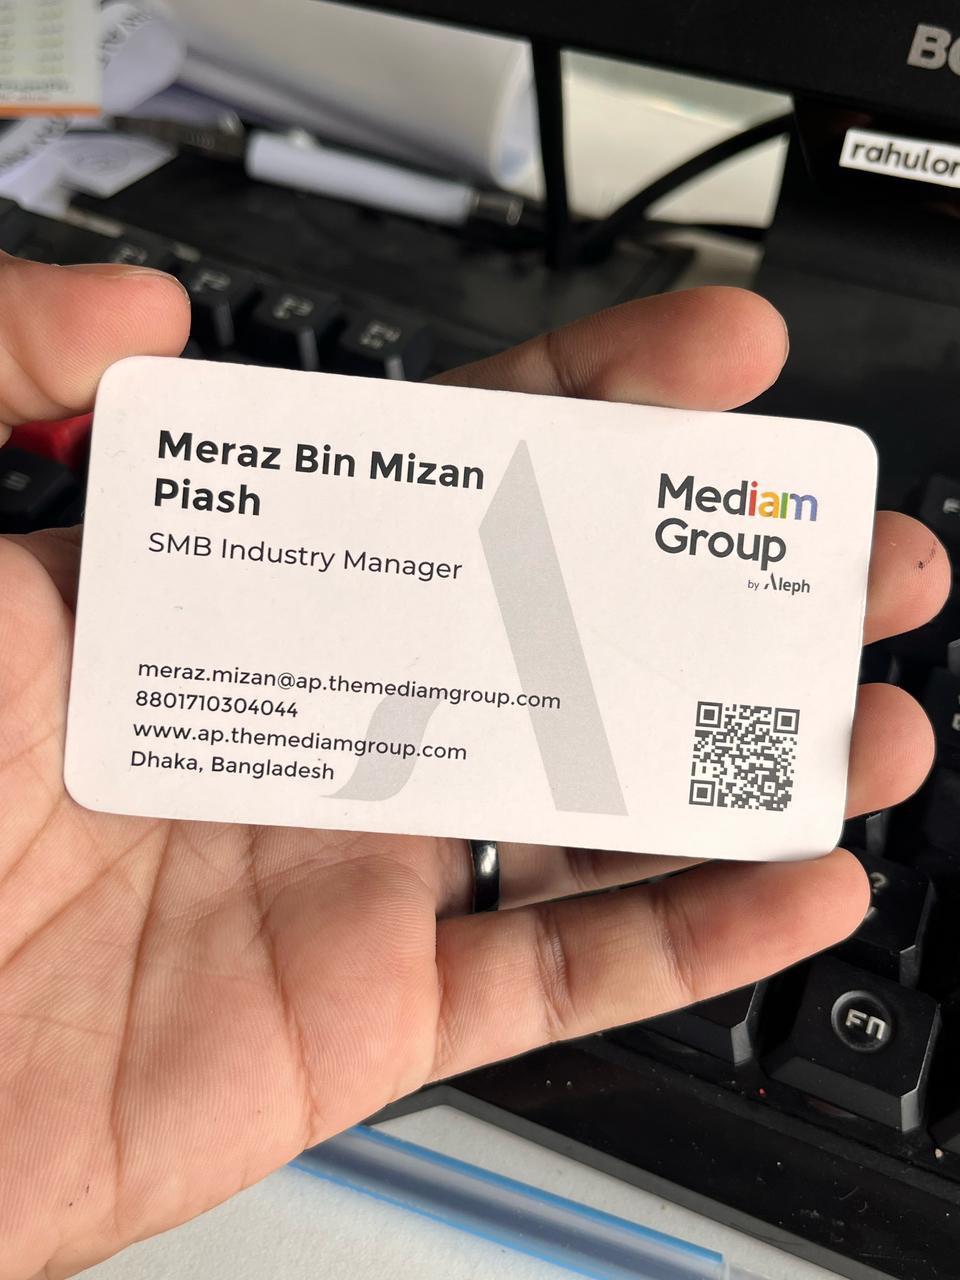 Meraz Bin Mizan
Piash
SMB Industry Manager
Mediam
Group
by Aleph
meraz.mizan@ap.themediamgroup.com
8801710304044
www.ap.themediamgroup.com
Dhaka, Bangladesh
rahulor
Fn
?